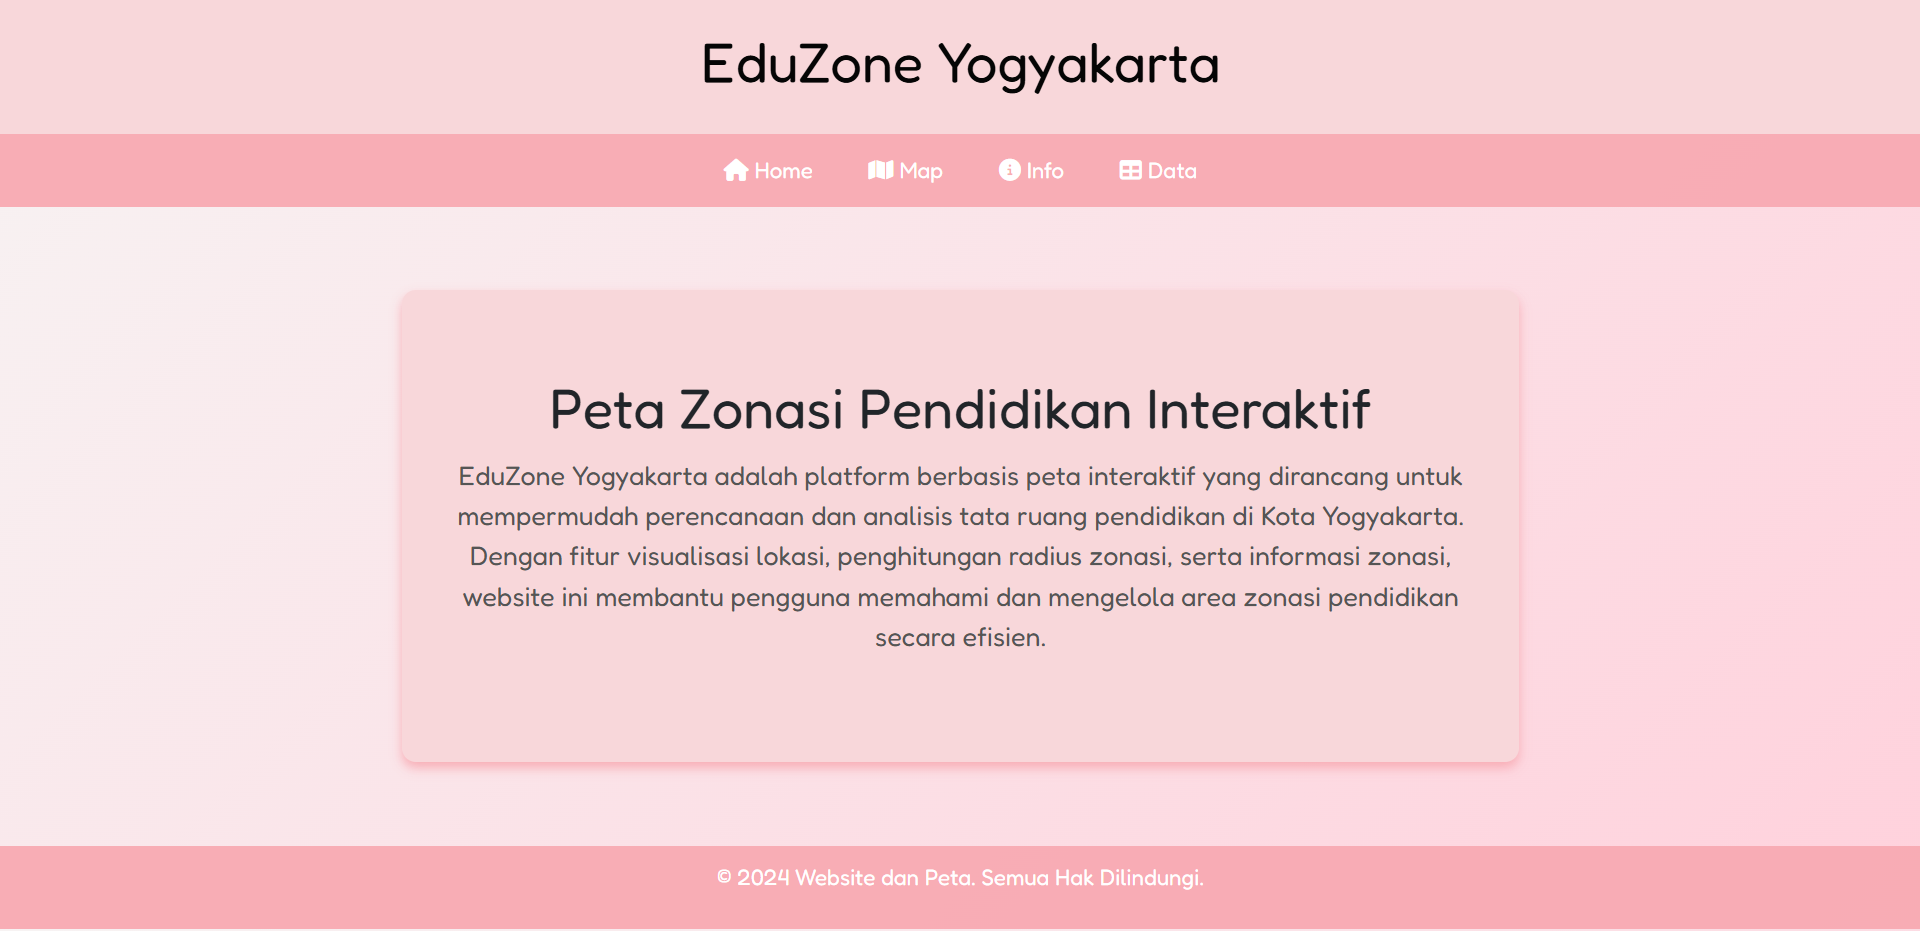 EduZone Yogyakarta
Home Map Info Data
Peta Zonasi Pendidikan Interaktif
EduZone Yogyakarta adalah platform berbasis peta interaktif yang dirancang untuk
mempermudah perencanaan dan analisis tata ruang pendidikan di Kota Yogyakarta.
Dengan fitur visualisasi lokasi, penghitungan radius zonasi, serta informasi zonasi,
website ini membantu pengguna memahami dan mengelola area zonasi pendidikan
secara efisien.
© 2024 Website dan Peta. Semua Hak Dilindungi.